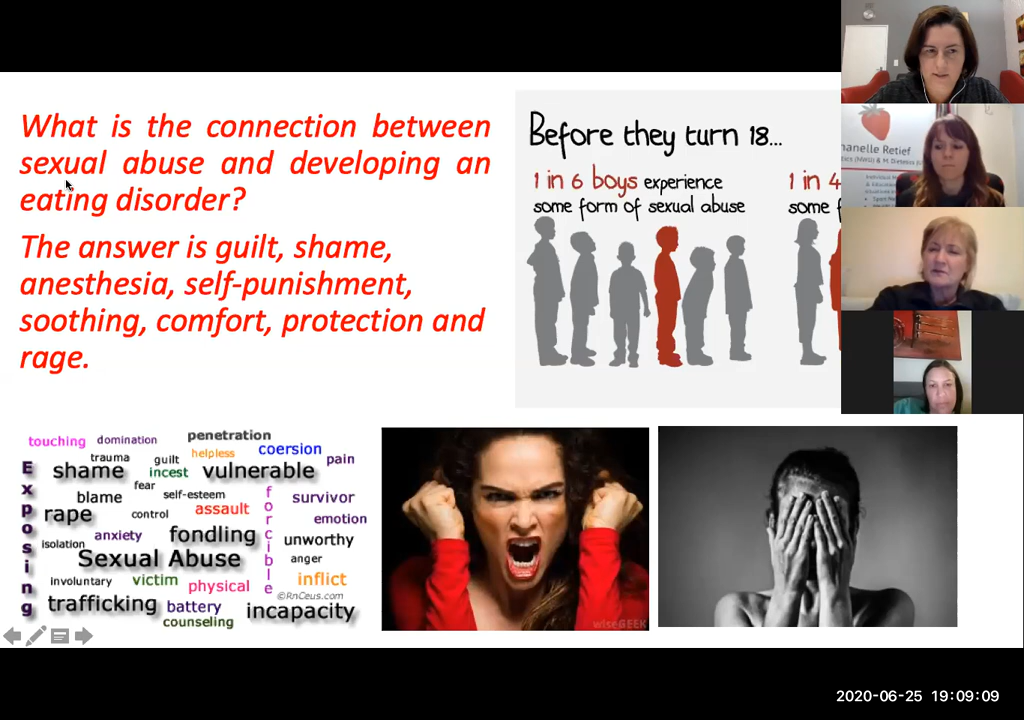 What is the connection between
sexual abuse and developing an
eating disorder?
The answer is guilt, shame,
anesthesia, self-punishment,
soothing, comfort, protection and
rage.
Before they turn 18...
1 in 6 boys experience
some form of sexual abuse
1 in 4
some f
hanelle Retief
touching domination penetration
helpless coersion
trauma guilt pain
shame incest vulnerable
fear
blame self-esteem survivor
rape control assault
emotion
anxiety fondling unworthy
isolation
Sexual Abuse anger
involuntary victim physical inflict
©RnCeus.com
trafficking battery incapacity
counseling
Exposing
forcible
wiseGEEK
2020-06-25 19:09:09